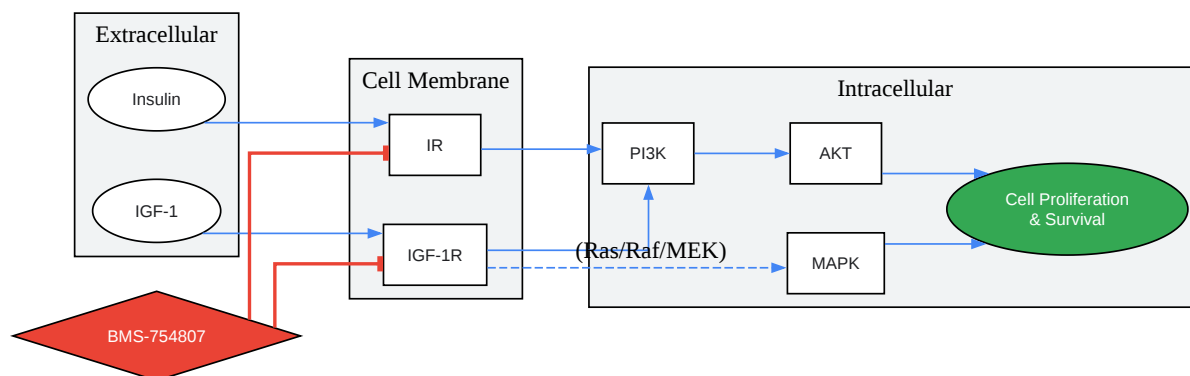 Extracellular
Insulin
IGF-1
BMS-754807
Cell Membrane
IR
IGF-1R
(Ras/Raf/MEK)
Intracellular
PI3K
AKT
MAPK
Cell Proliferation
& Survival